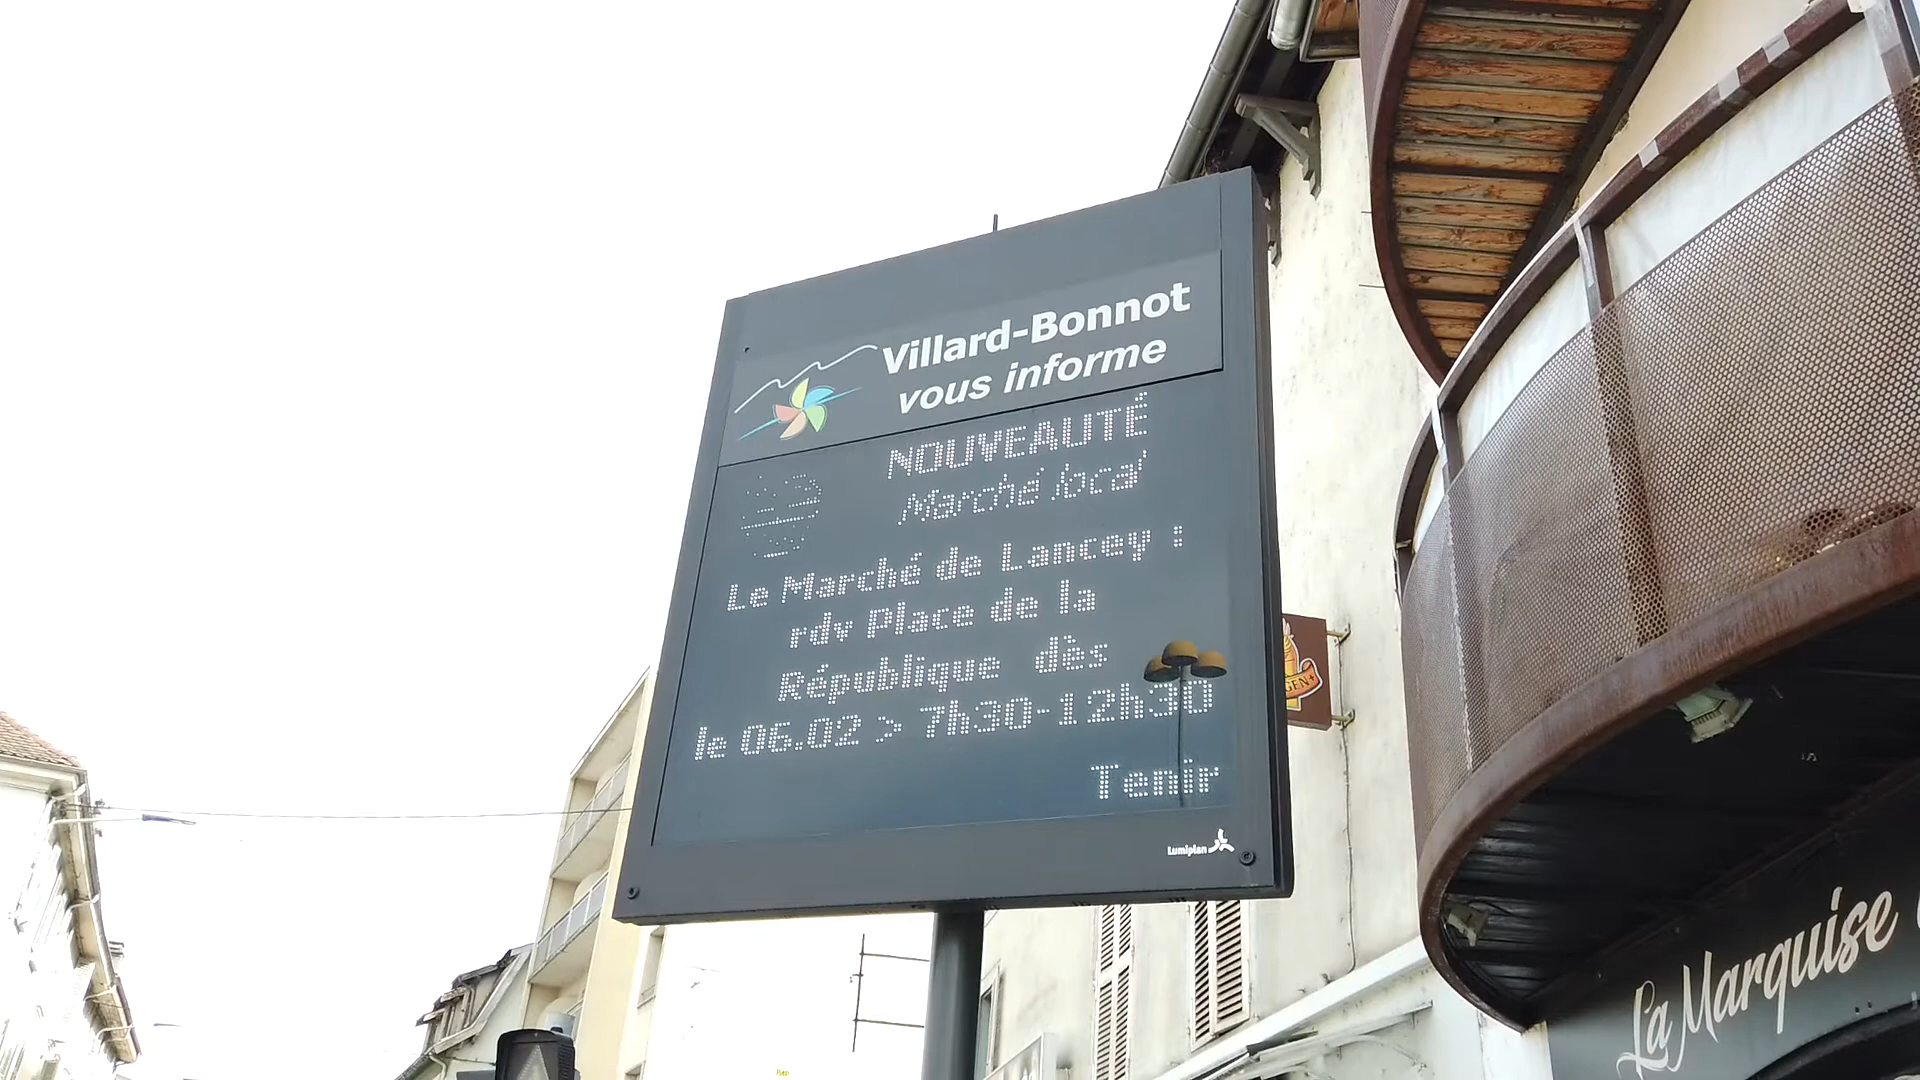 Villard-Bonnot
vous informe
NOUVEAUTÉ
Marché local
Le Marché de Lancey :
rdv Place de la
République dès
le 06.02 > 7h30-12h30
Tenir
Lumiplan
GEN
La Marquise